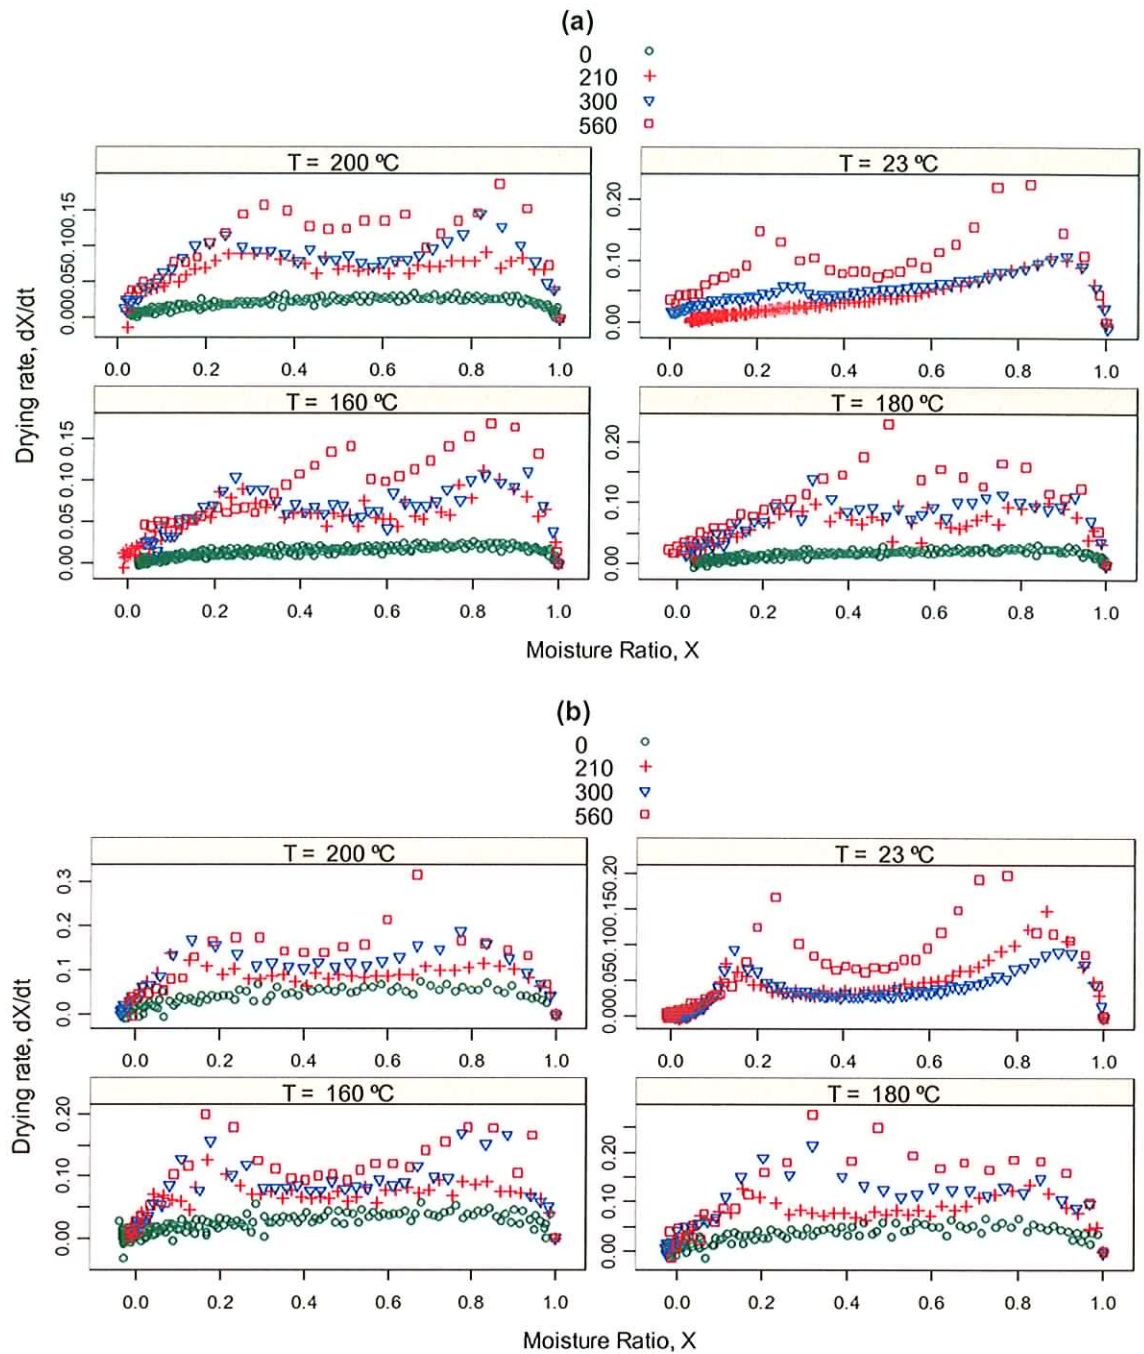 (a)
0
210
300
560
T = 200 ºC
T = 23 ºC
0.000.050.100.15
0.00 0.10 0.20
0.0 0.2 0.4 0.6 0.8 1.0
0.0 0.2 0.4 0.6 0.8 1.0
Drying rate, dX/dt
T = 160 ºC
T = 180 ºC
0.00 0.05 0.10 0.15
0.00 0.10 0.20
0.0 0.2 0.4 0.6 0.8 1.0
0.0 0.2 0.4 0.6 0.8 1.0
Moisture Ratio, X
(b)
0
210
300
560
T = 200 ºC
T = 23 ºC
0.0 0.1 0.2 0.3
0.000.050.100.150.20
0.0 0.2 0.4 0.6 0.8 1.0
0.0 0.2 0.4 0.6 0.8 1.0
Drying rate, dX/dt
T = 160 ºC
T = 180 ºC
0.00 0.10 0.20
0.00 0.10 0.20
0.0 0.2 0.4 0.6 0.8 1.0
0.0 0.2 0.4 0.6 0.8 1.0
Moisture Ratio, X